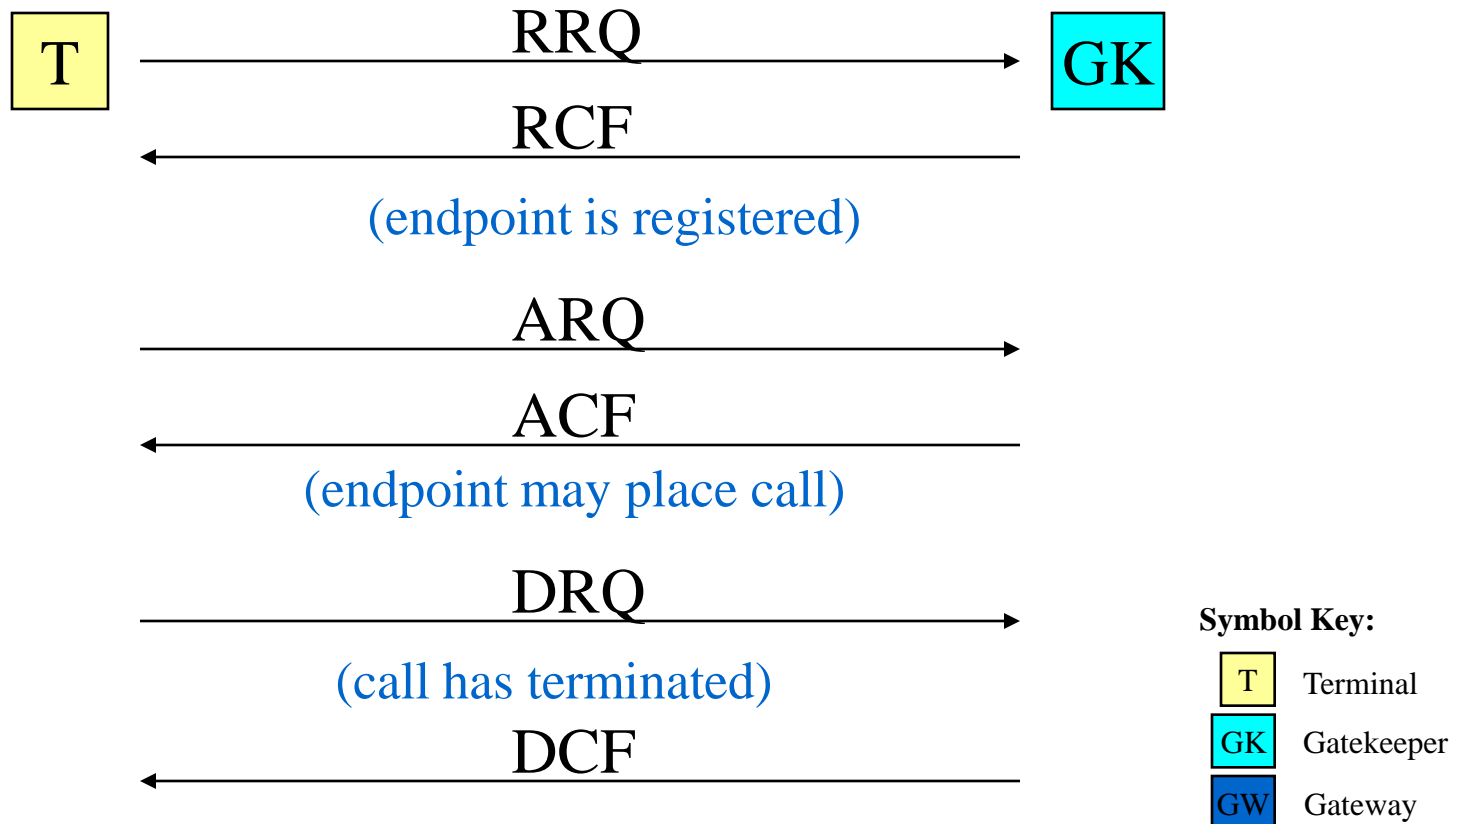 T
RRQ
GK
RCF
(endpoint is registered)
ARQ
ACF
(endpoint may place call)
DRQ
(call has terminated)
DCF
Symbol Key:
T Terminal
GK Gatekeeper
GW Gateway